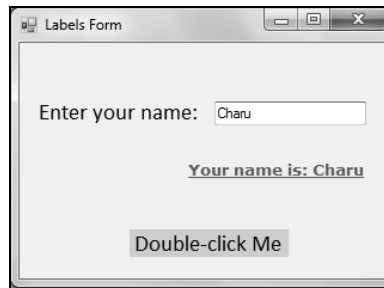 Labels Form
Enter your name: Charu
Your name is: Charu
Double-click Me